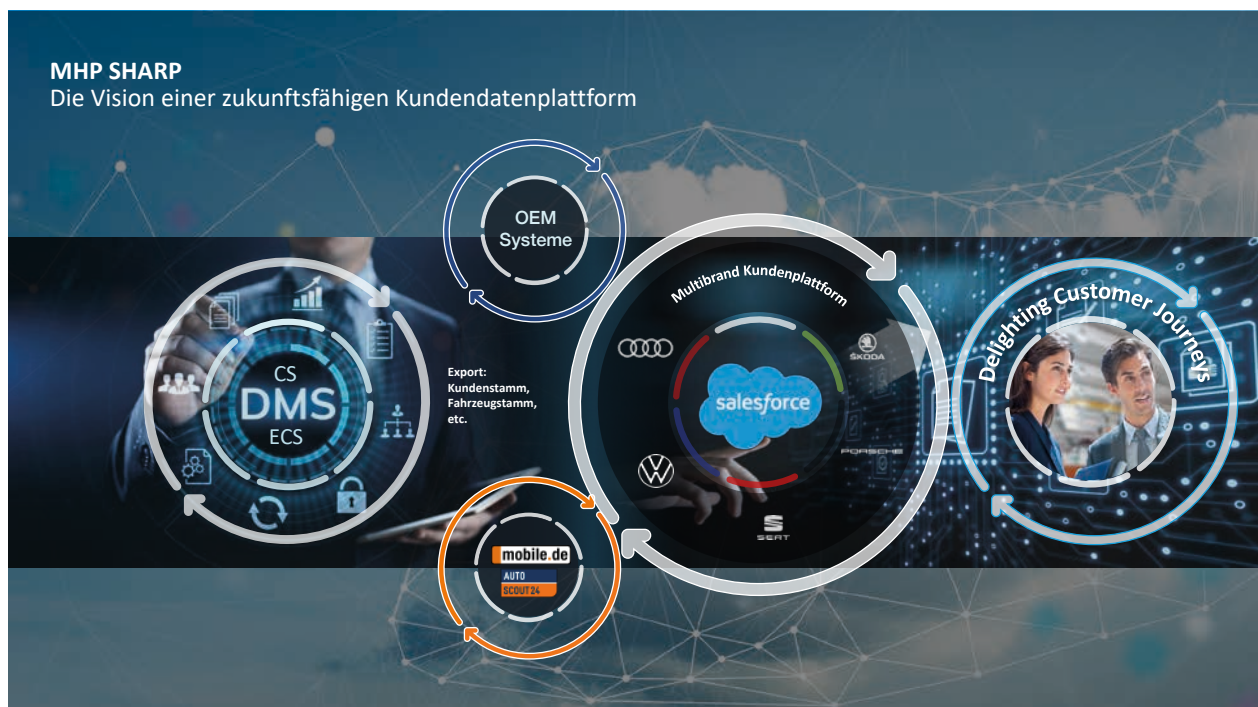 MHP SHARP
Die Vision einer zukunftsfähigen Kundendatenplattform
OEM
Systeme
CS
DMS
ECS
Export:
Kundenstamm,
Fahrzeugstamm,
etc.
mobile.de
AUTO
SCOUT24
Multibrand Kundenplattform
ŠKODA
salesforce
PORSCHE
SEAT
Delighting Customer Journeys